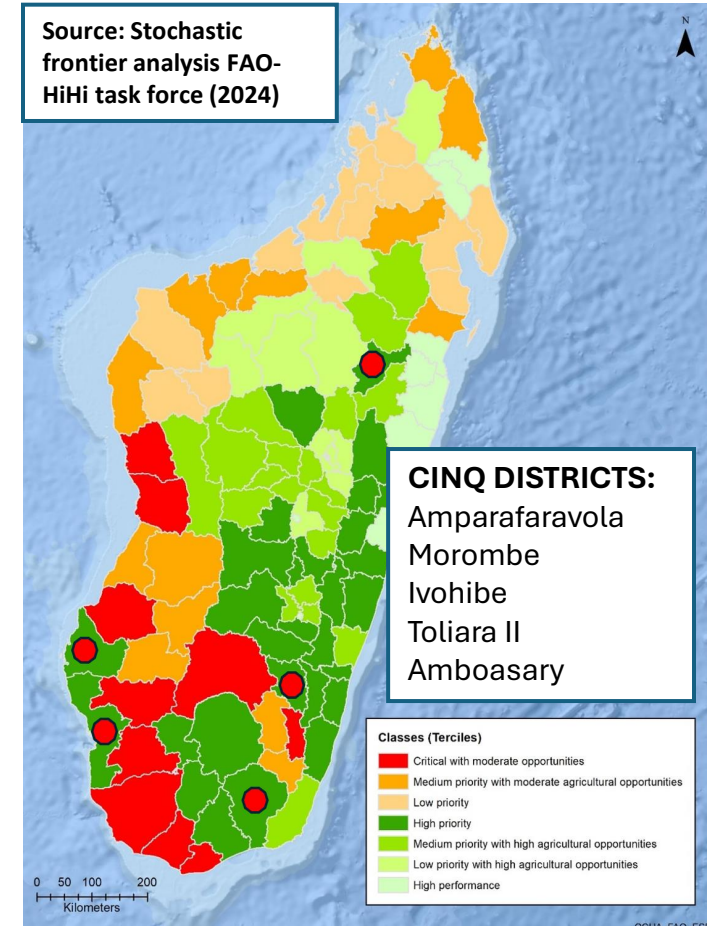 Source: Stochastic
frontier analysis FAO-
HiHi task force (2024)
N
CINQ DISTRICTS:
Amparafaravola
Morombe
Ivohibe
Toliara II
Amboasary
Classes (Terciles)
Critical with moderate opportunities
Medium priority with moderate agricultural opportunities
Low priority
High priority
Medium priority with high agricultural opportunities
Low priority with high agricultural opportunities
High performance
0 50 100 200
Kilometers